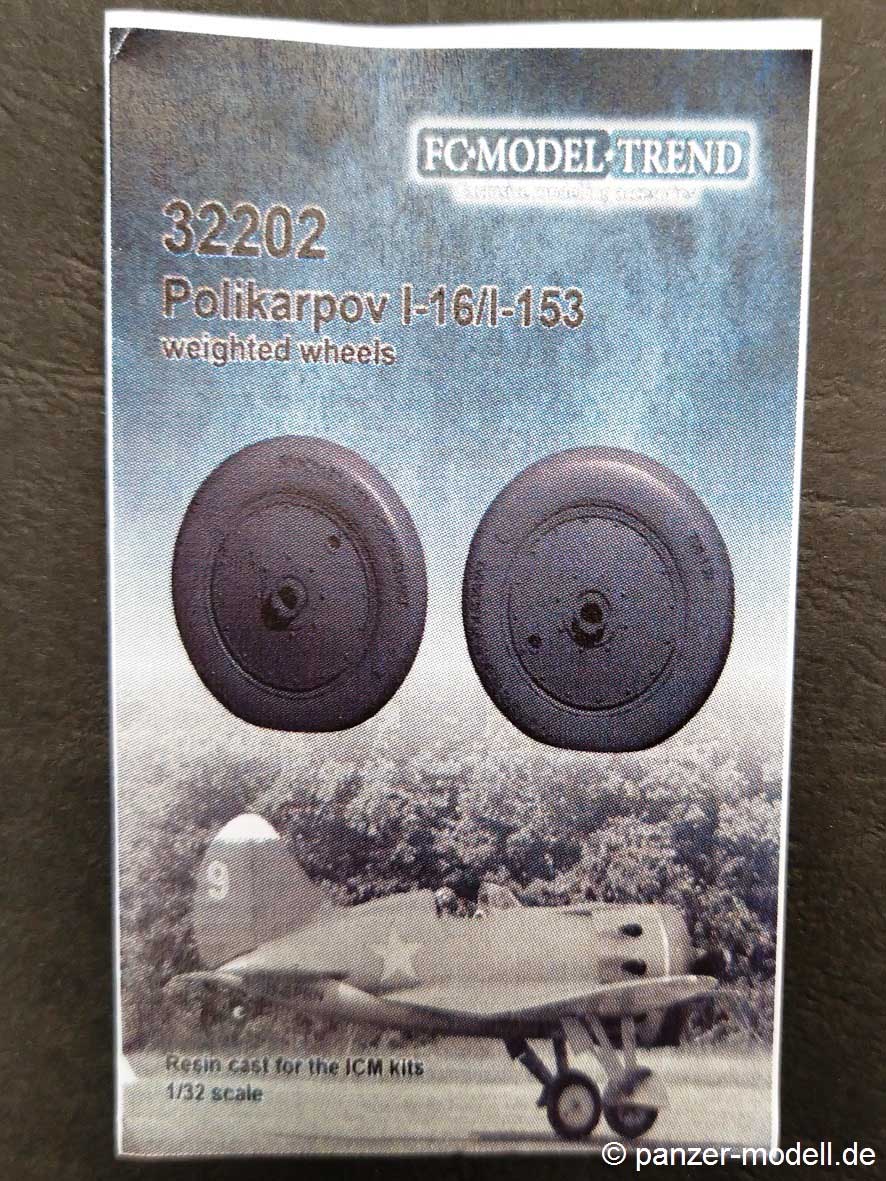 FC·MODEL·TREND
32202
Polikarpov I-16/I-153
weighted wheels
9
Resin cast for the ICM kits
1/32 scale
© panzer-modell.de